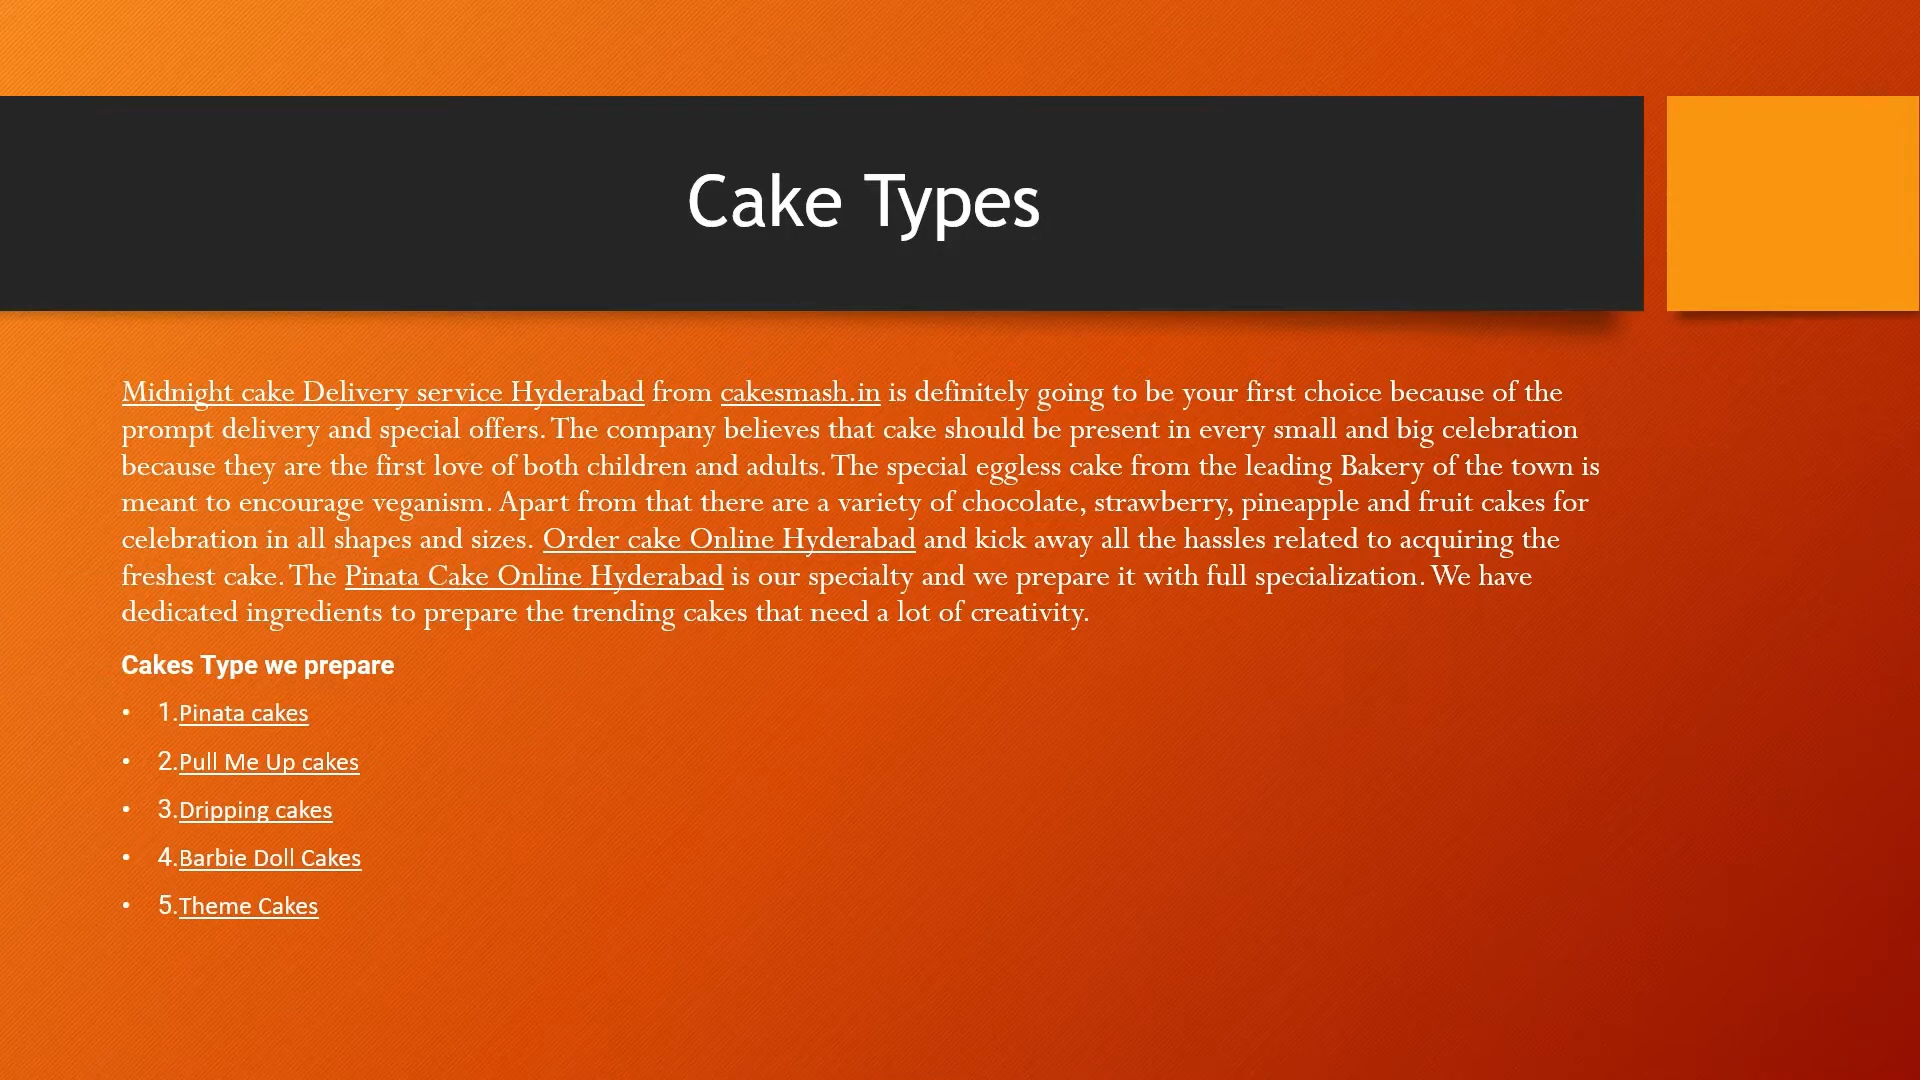 Cake Types
Midnight cake Delivery service Hyderabad from cakesmash.in is definitely going to be your first choice because of the
prompt delivery and special offers. The company believes that cake should be present in every small and big celebration
because they are the first love of both children and adults. The special eggless cake from the leading Bakery of the town is
meant to encourage veganism. Apart from that there are a variety of chocolate, strawberry, pineapple and fruit cakes for
celebration in all shapes and sizes. Order cake Online Hyderabad and kick away all the hassles related to acquiring the
freshest cake. The Pinata Cake Online Hyderabad is our specialty and we prepare it with full specialization. We have
dedicated ingredients to prepare the trending cakes that need a lot of creativity.
Cakes Type we prepare
• 1.Pinata cakes
• 2.Pull Me Up cakes
• 3.Dripping cakes
• 4.Barbie Doll Cakes
• 5.Theme Cakes